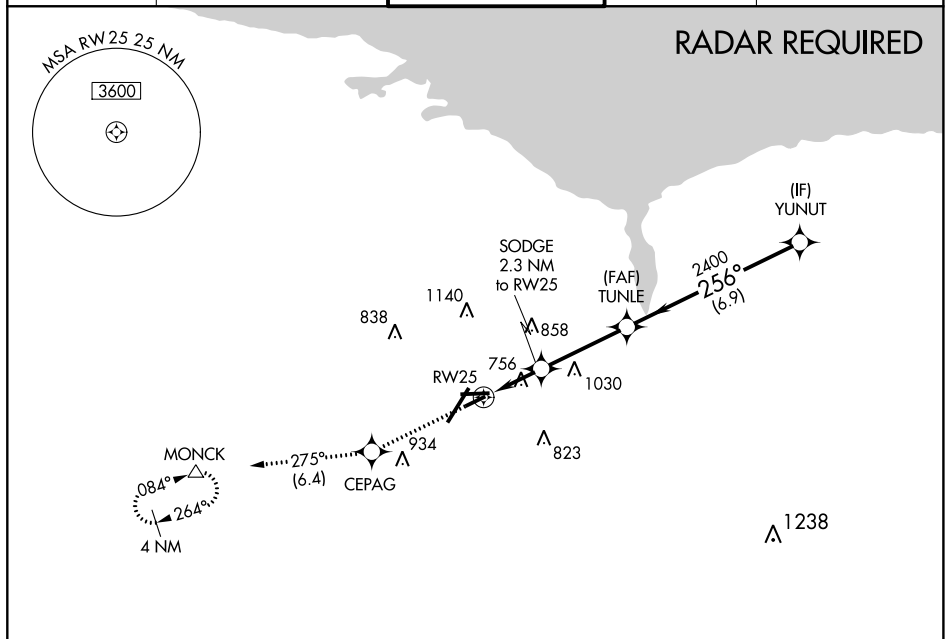 MSA RW25 25 NM
3600
RADAR REQUIRED
(IF)
YUNUT
SODGE
2.3 NM
to RW25
(FAF)
TUNLE
2400
256°
(6.9)
1140
838
858
756
1030
RW25
934
823
MONCK
275°
(6.4)
CEPAG
084°
264°
4 NM
1238